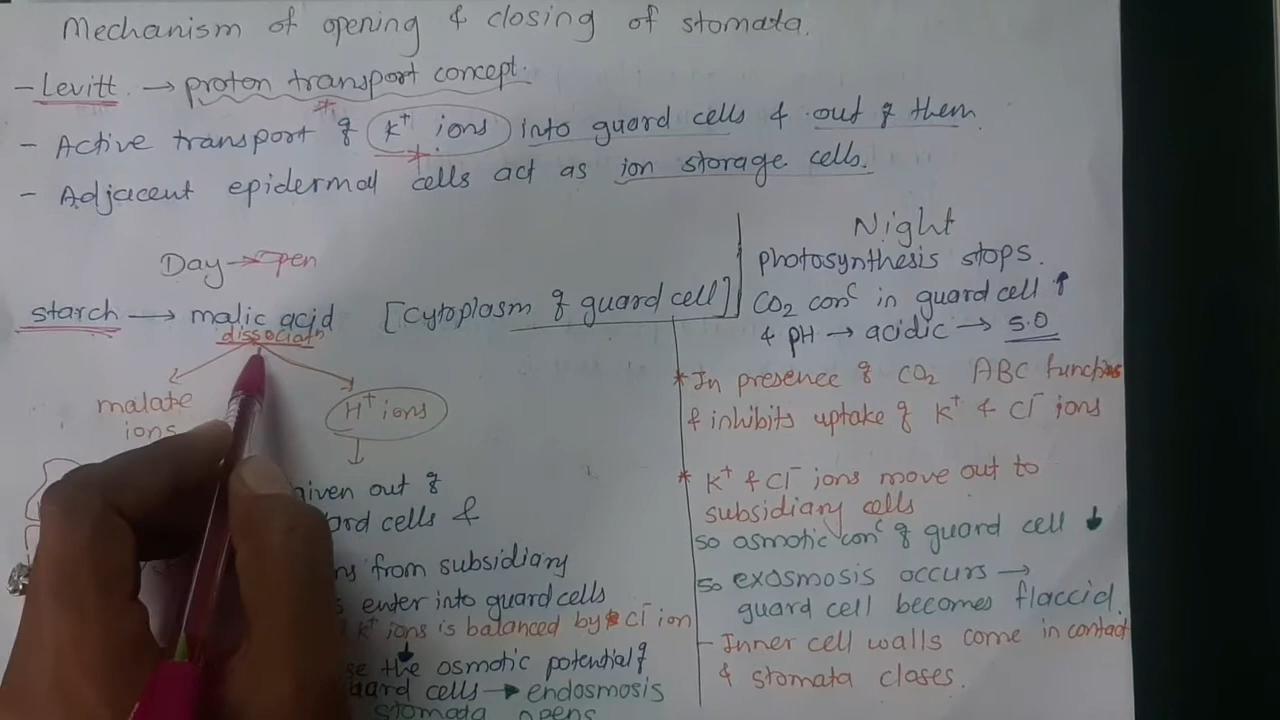 Mechanism of opening & closing of stomata.
- Levitt → proton transport concept.
- Active transport of K+ ions into guard cells & out of them.
- Adjacent epidermal cells act as ion storage cells.
Day → Open
starch → malic acid [cytoplasm of guard cell]
dissociatn
malate
ions
H+ ions
given out of
guard cells &
from subsidiary
enter into guard cells
K+ ions is balanced by Cl- ion
the osmotic potential of
guard cells → endosmosis
stomata opens
Night
photosynthesis stops.
CO2 conc in guard cell ↑
& pH → acidic → 5.0
* In presence of CO2 ABC functions
& inhibits uptake of K+ & Cl- ions
* K+ & Cl- ions move out to
subsidiary cells
so osmotic conc of guard cell ↓
so exosmosis occurs →
guard cell becomes flaccid.
- Inner cell walls come in contact
& stomata closes.